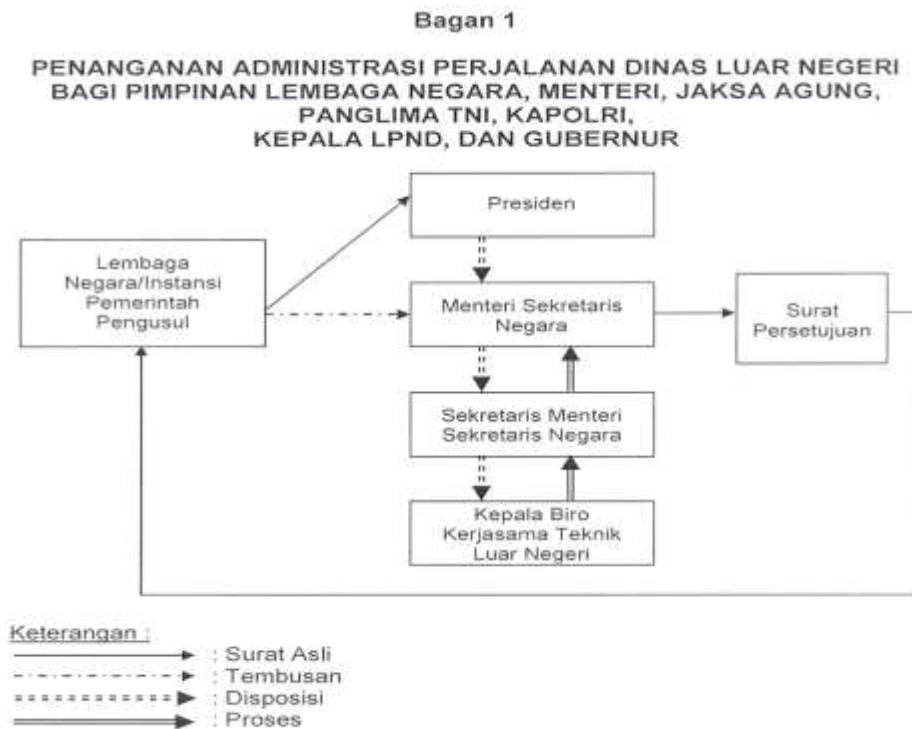 Bagan 1
PENANGANAN ADMINISTRASI PERJALANAN DINAS LUAR NEGERI
BAGI PIMPINAN LEMBAGA NEGARA, MENTERI, JAKSA AGUNG,
PANGLIMA TNI, KAPOLRI,
KEPALA LPND, DAN GUBERNUR
Presiden
Lembaga
Negara/Instansi
Pemerintah
Pengusul
Menteri Sekretaris
Negara
Surat
Persetujuan
Sekretaris Menteri
Sekretaris Negara
Kepala Biro
Kerjasama Teknik
Luar Negeri
Keterangan :
: Surat Asli
: Tembusan
: Disposisi
: Proses